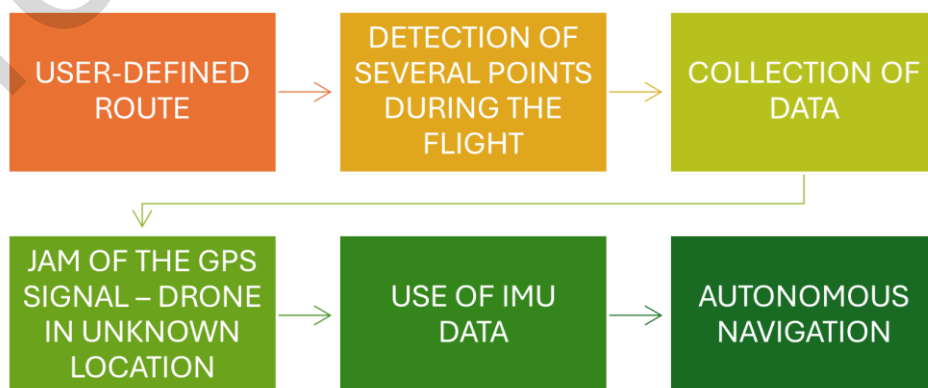 USER-DEFINED
ROUTE
DETECTION OF
SEVERAL POINTS
DURING THE
FLIGHT
COLLECTION OF
DATA
JAM OF THE GPS
SIGNAL – DRONE
IN UNKNOWN
LOCATION
USE OF IMU
DATA
AUTONOMOUS
NAVIGATION